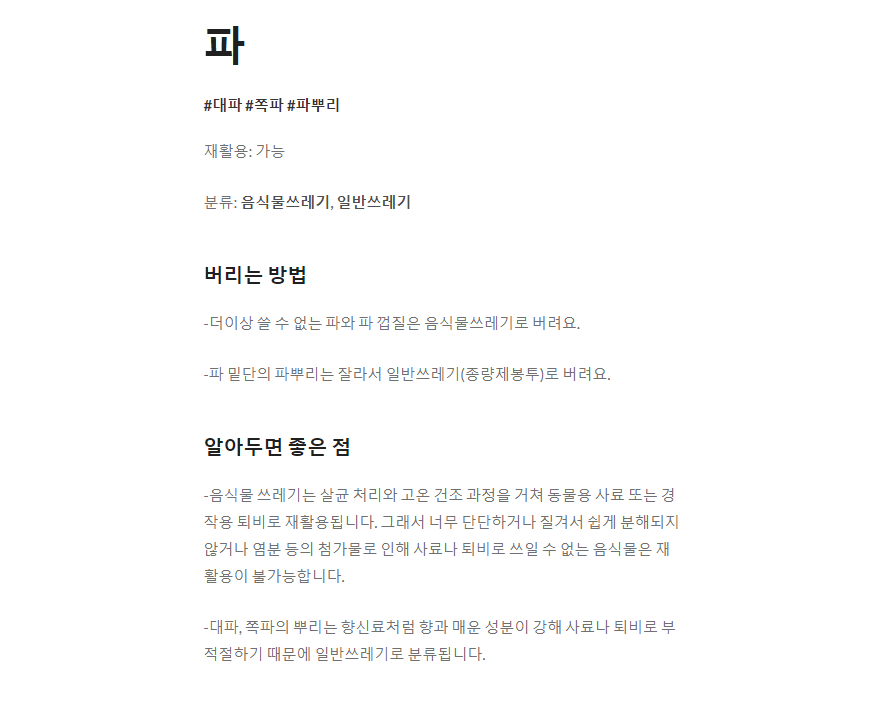 파
#대파 #쪽파 #파뿌리
재활용: 가능
분류: 음식물쓰레기, 일반쓰레기
버리는 방법
-더이상 쓸 수 없는 파와 파 껍질은 음식물쓰레기로 버려요.
-파 밑단의 파뿌리는 잘라서 일반쓰레기(종량제봉투)로 버려요.
알아두면 좋은 점
-음식물 쓰레기는 살균 처리와 고온 건조 과정을 거쳐 동물용 사료 또는 경
작용 퇴비로 재활용됩니다. 그래서 너무 단단하거나 질겨서 쉽게 분해되지
않거나 염분 등의 첨가물로 인해 사료나 퇴비로 쓰일 수 없는 음식물은 재
활용이 불가능합니다.
-대파, 쪽파의 뿌리는 향신료처럼 향과 매운 성분이 강해 사료나 퇴비로 부
적절하기 때문에 일반쓰레기로 분류됩니다.